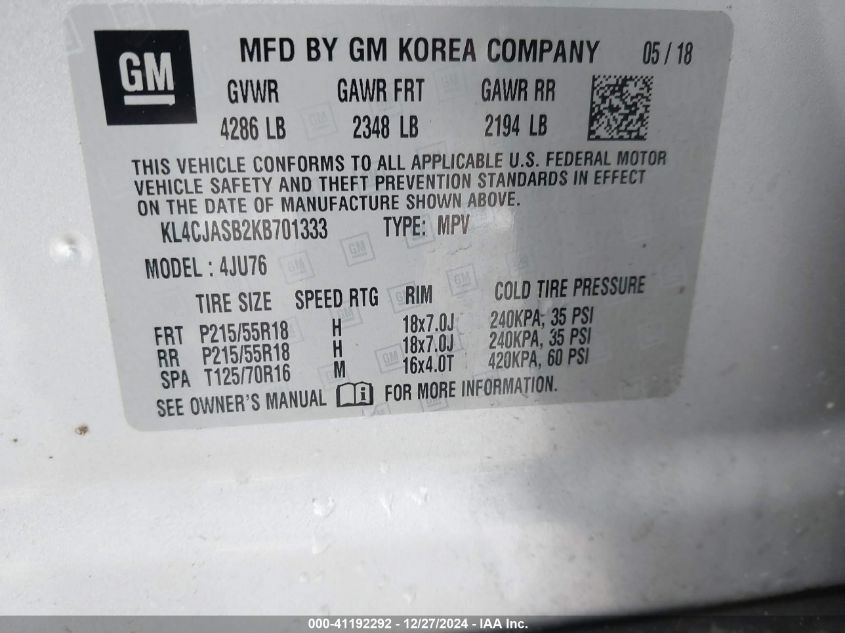 GM MFD BY GM KOREA COMPANY 05 / 18
GVWR GAWR FRT GAWR RR
4286 LB 2348 LB 2194 LB
THIS VEHICLE CONFORMS TO ALL APPLICABLE U.S. FEDERAL MOTOR
VEHICLE SAFETY AND THEFT PREVENTION STANDARDS IN EFFECT
ON THE DATE OF MANUFACTURE SHOWN ABOVE.
KL4CJASB2KB701333 TYPE: MPV
MODEL : 4JU76
TIRE SIZE SPEED RTG RIM COLD TIRE PRESSURE
FRT P215/55R18 H 18x7.0J 240KPA, 35 PSI
RR P215/55R18 H 18x7.0J 240KPA, 35 PSI
SPA T125/70R16 M 16x4.0T 420KPA, 60 PSI
SEE OWNER'S MANUAL FOR MORE INFORMATION.
000-41192292 - 12/27/2024 - IAA Inc.